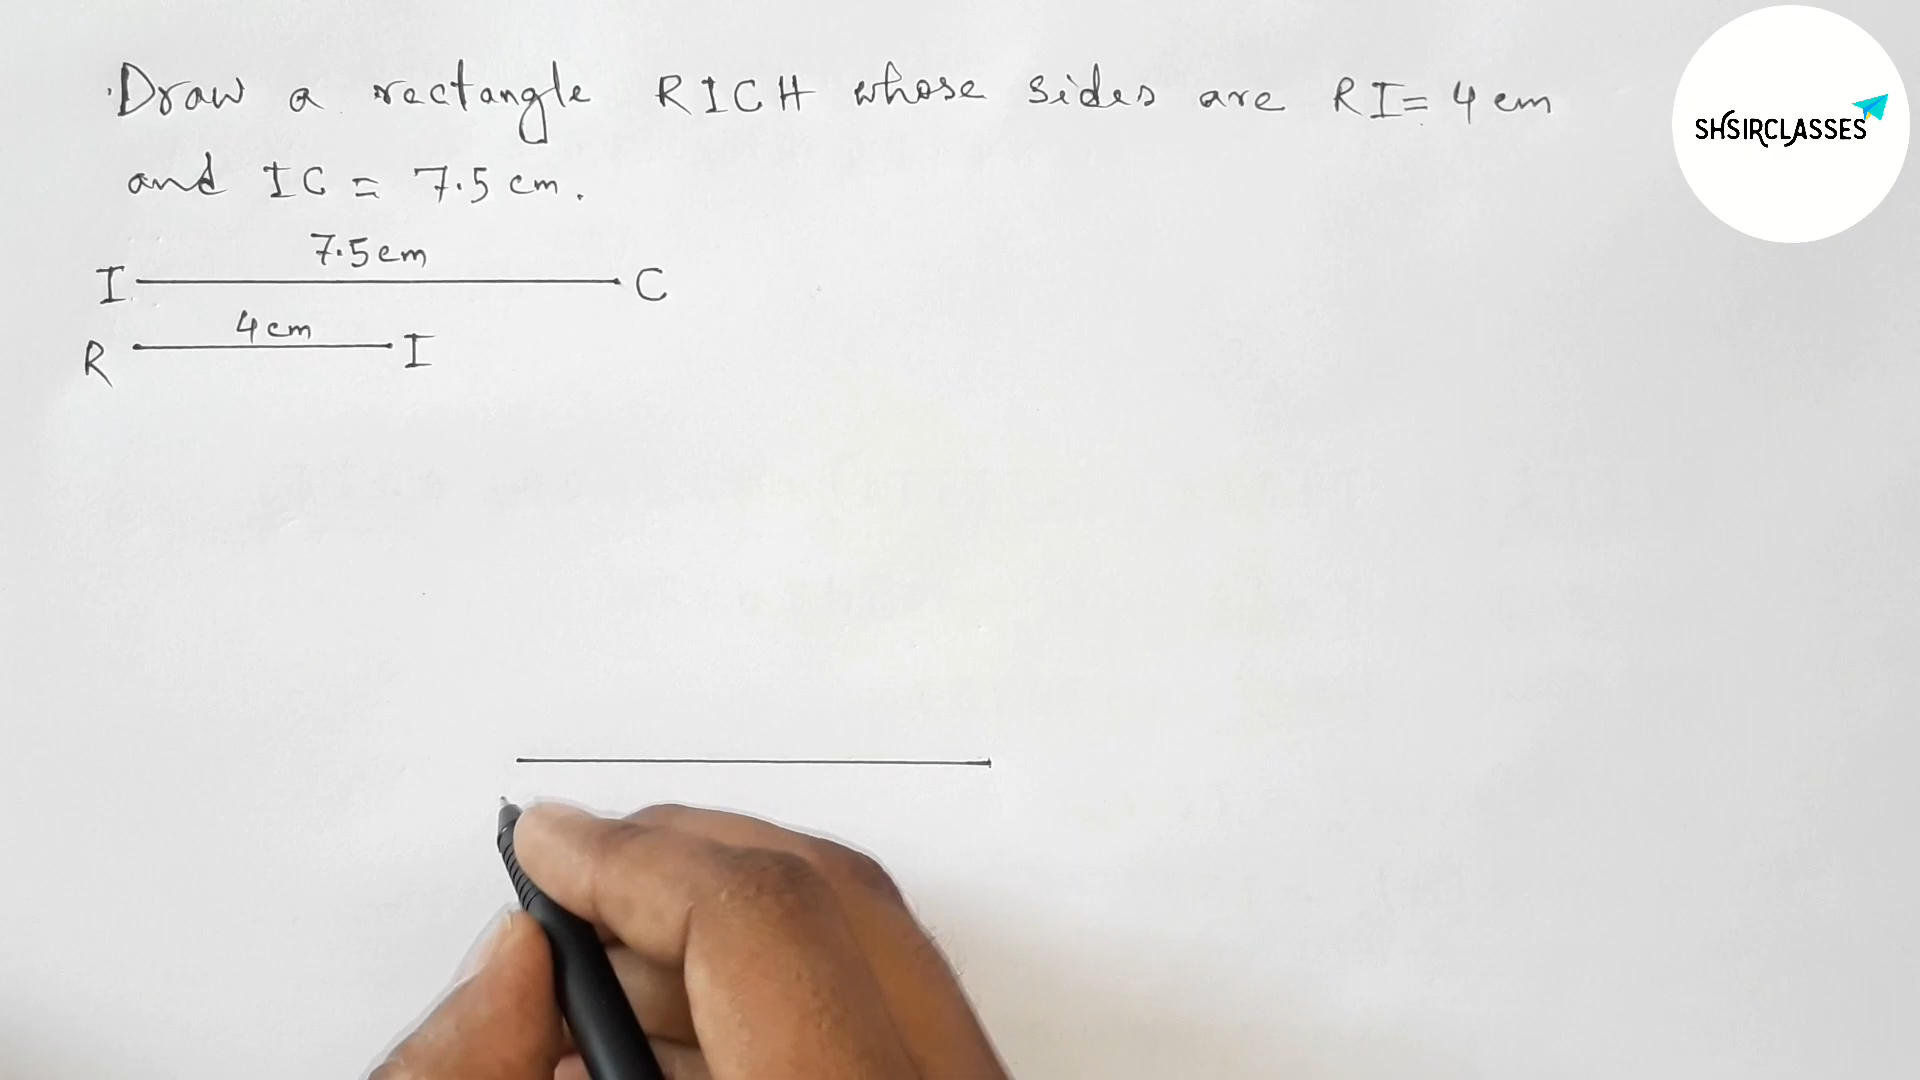 Draw a rectangle RICH whose sides are RI = 4 cm
and IC = 7.5 cm.
7.5 cm
I C
4 cm
R I
SHSIRCLASSES